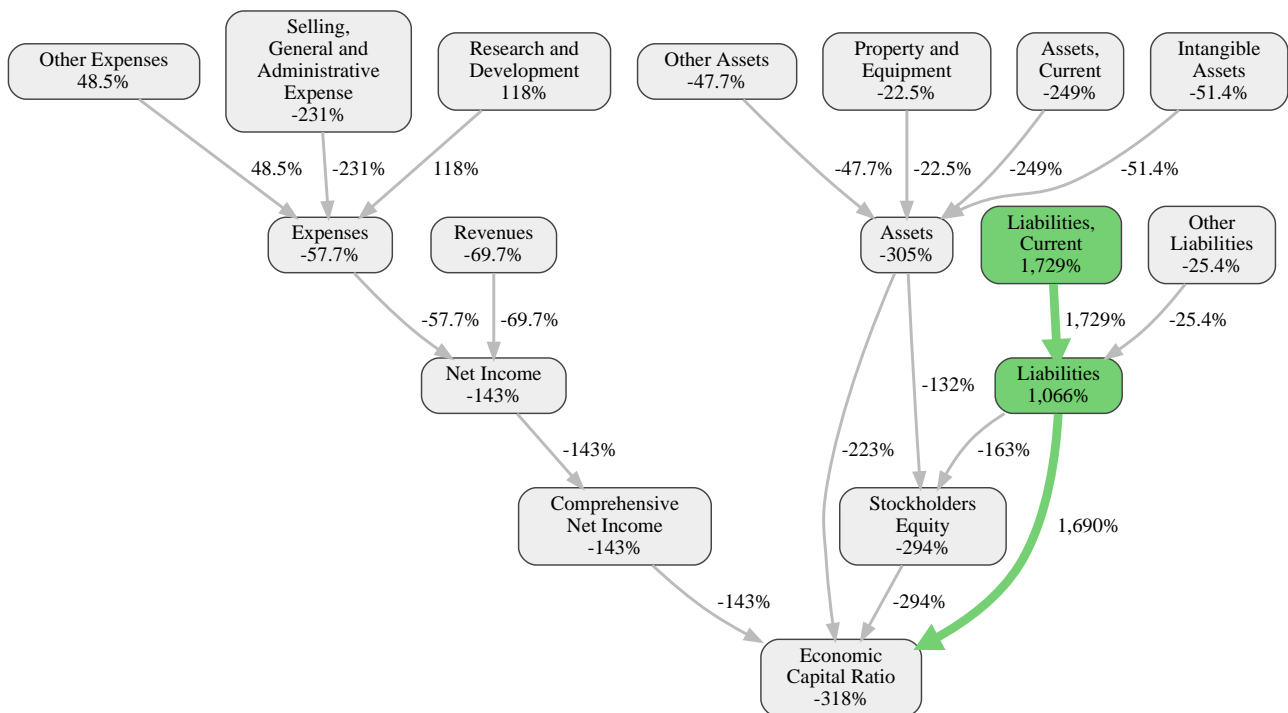 Other Expenses
48.5%
Selling,
General and
Administrative
Expense
-231%
Research and
Development
118%
Other Assets
-47.7%
Property and
Equipment
-22.5%
Assets,
Current
-249%
Intangible
Assets
-51.4%
48.5%
-231%
118%
-47.7%
-22.5%
-249%
-51.4%
Expenses
-57.7%
Revenues
-69.7%
Assets
-305%
Liabilities,
Current
1,729%
Other
Liabilities
-25.4%
-57.7%
-69.7%
1,729%
-25.4%
Net Income
-143%
-132%
Liabilities
1,066%
-143%
-223%
-163%
Comprehensive
Net Income
-143%
Stockholders
Equity
-294%
1,690%
-143%
-294%
Economic
Capital Ratio
-318%